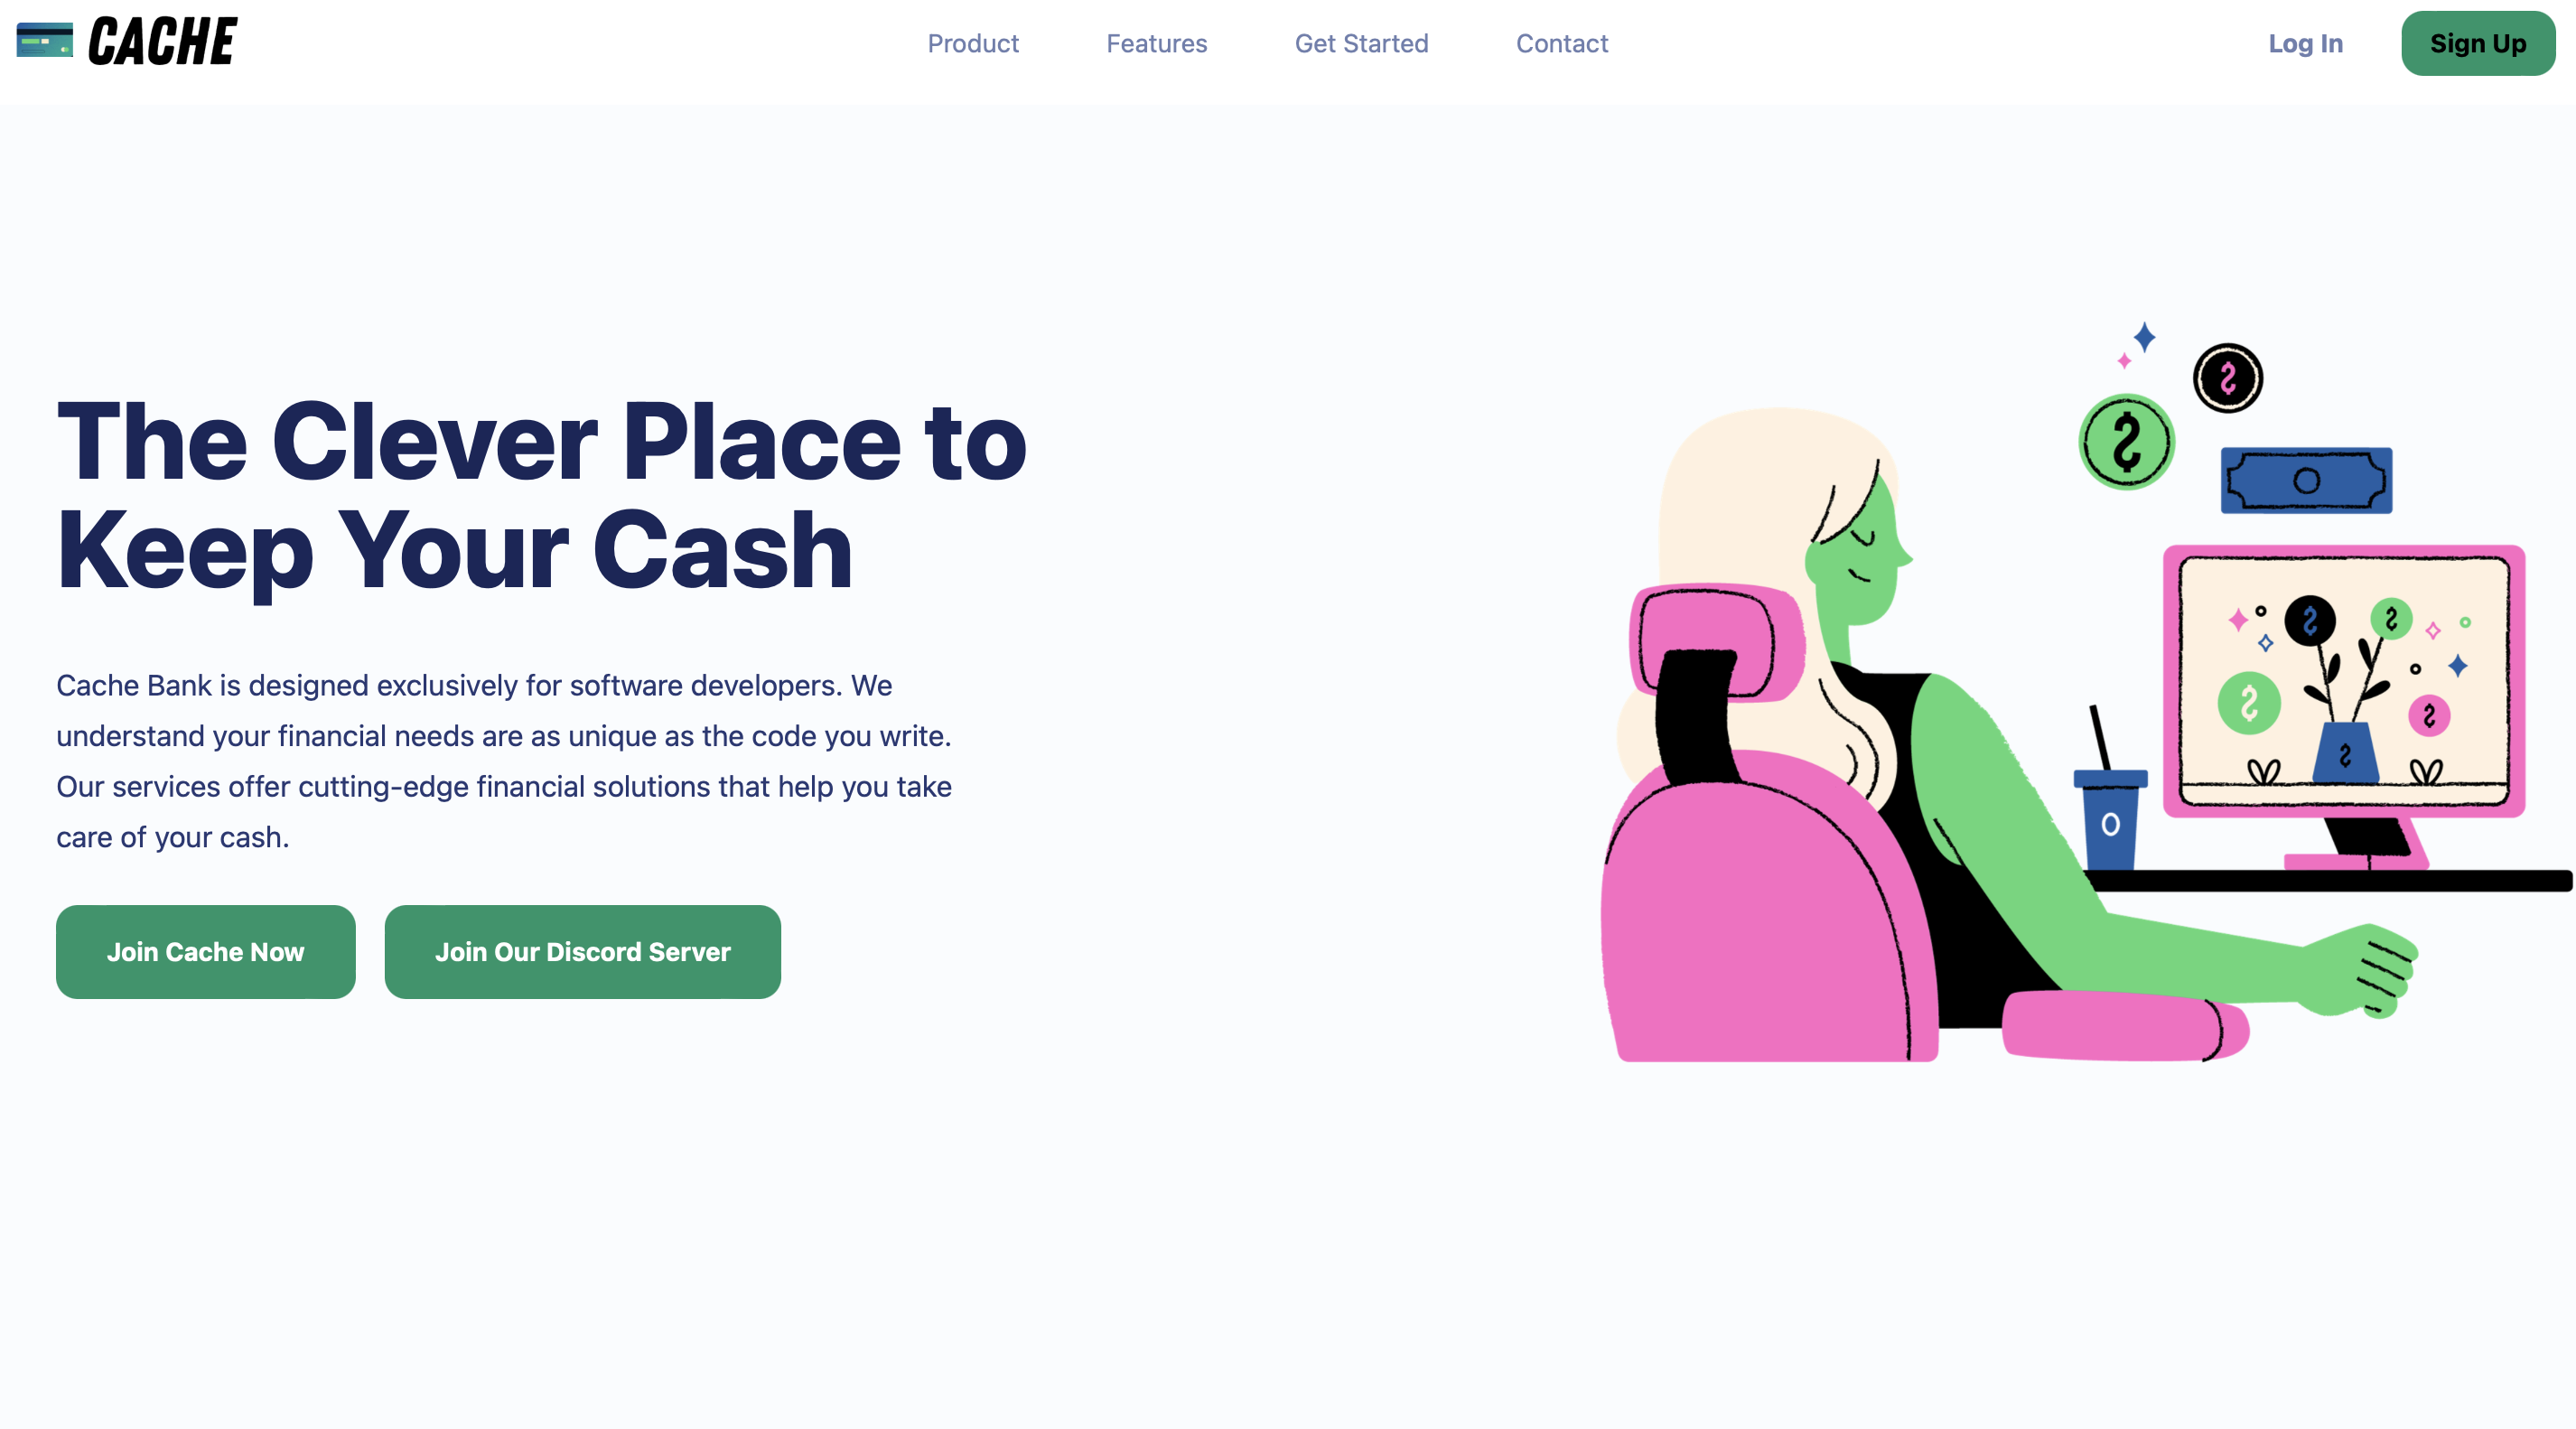 CACHE
Product
Features
Get Started
Contact
Log In
Sign Up
The Clever Place to
Keep Your Cash
Cache Bank is designed exclusively for software developers. We
understand your financial needs are as unique as the code you write.
Our services offer cutting-edge financial solutions that help you take
care of your cash.
Join Cache Now
Join Our Discord Server